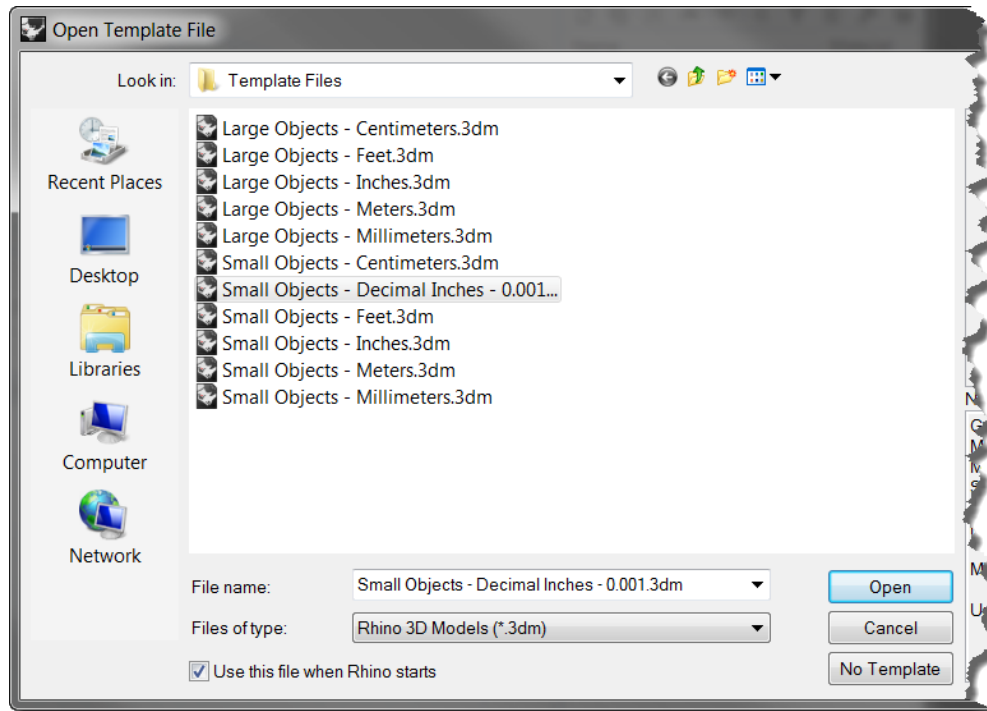 Open Template File
Look in:
Template Files
Recent Places
Desktop
Libraries
Computer
Network
Large Objects - Centimeters.3dm
Large Objects - Feet.3dm
Large Objects - Inches.3dm
Large Objects - Meters.3dm
Large Objects - Millimeters.3dm
Small Objects - Centimeters.3dm
Small Objects - Decimal Inches - 0.001...
Small Objects - Feet.3dm
Small Objects - Inches.3dm
Small Objects - Meters.3dm
Small Objects - Millimeters.3dm
File name:
Small Objects - Decimal Inches - 0.001.3dm
Open
Files of type:
Rhino 3D Models (*.3dm)
Cancel
Use this file when Rhino starts
No Template